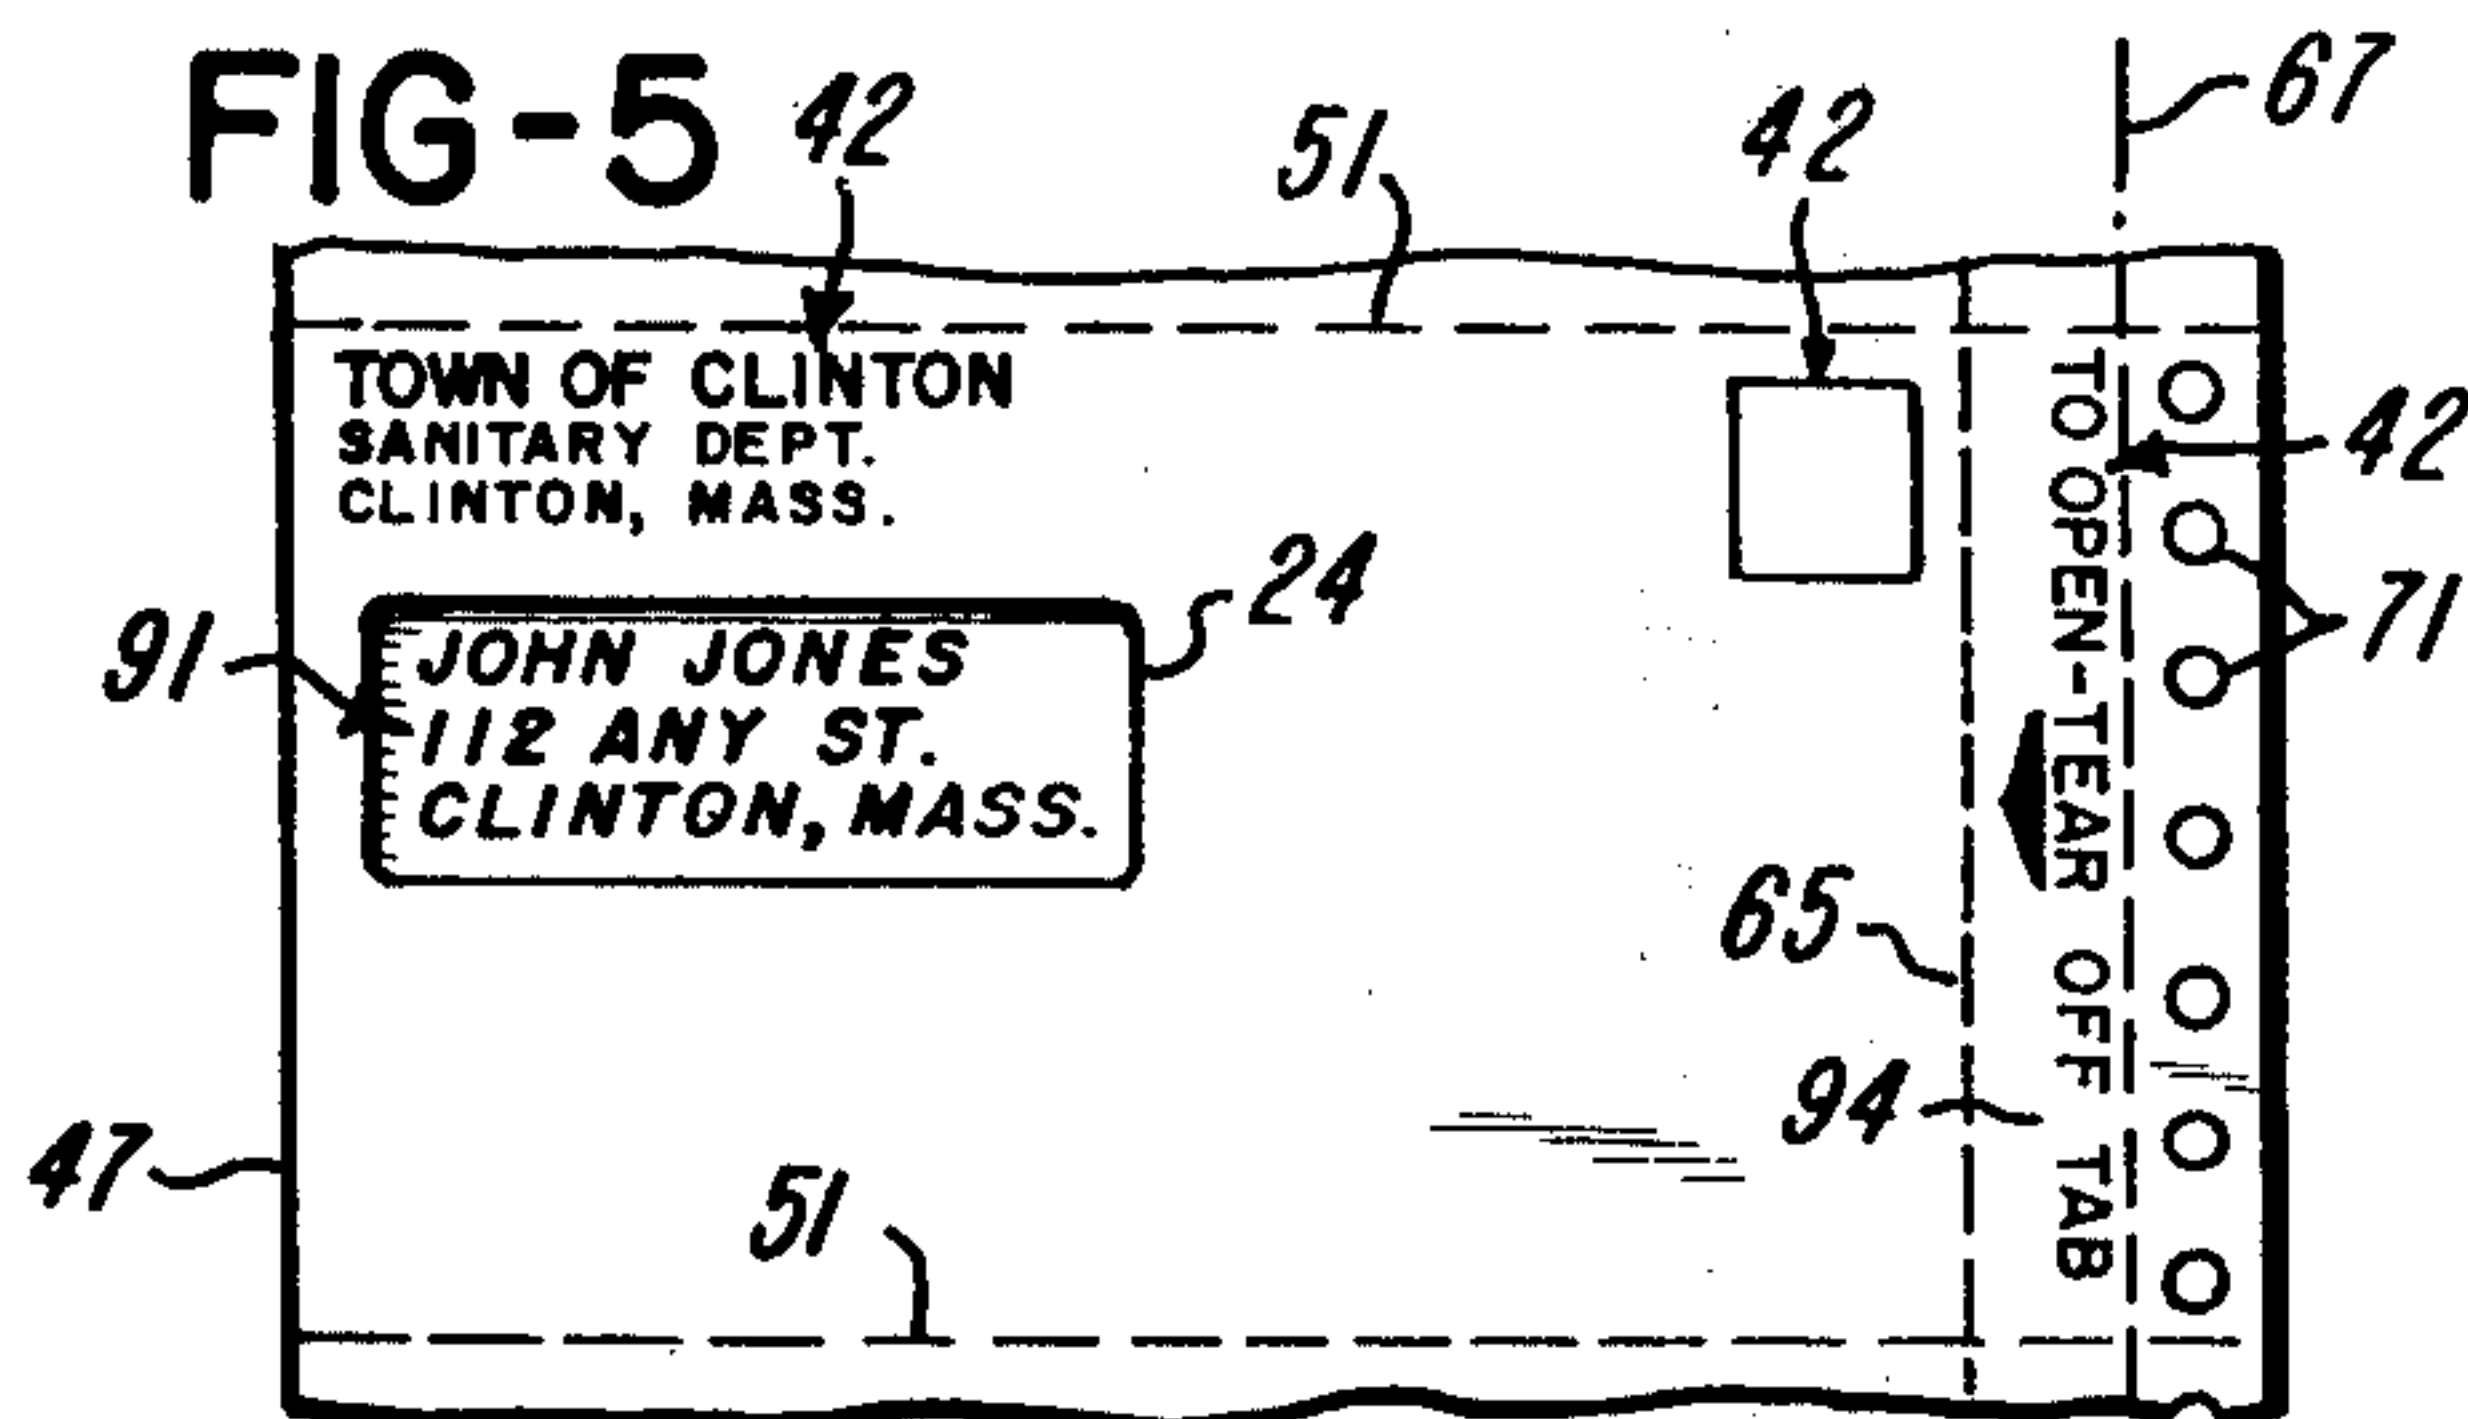 FIG-5
42
51
42
67
TOWN OF CLINTON
SANITARY DEPT.
CLINTON, MASS.
42
24
71
91
JOHN JONES
112 ANY ST.
CLINTON, MASS.
TO OPEN-TEAR OFF TAB
65
94
47
51